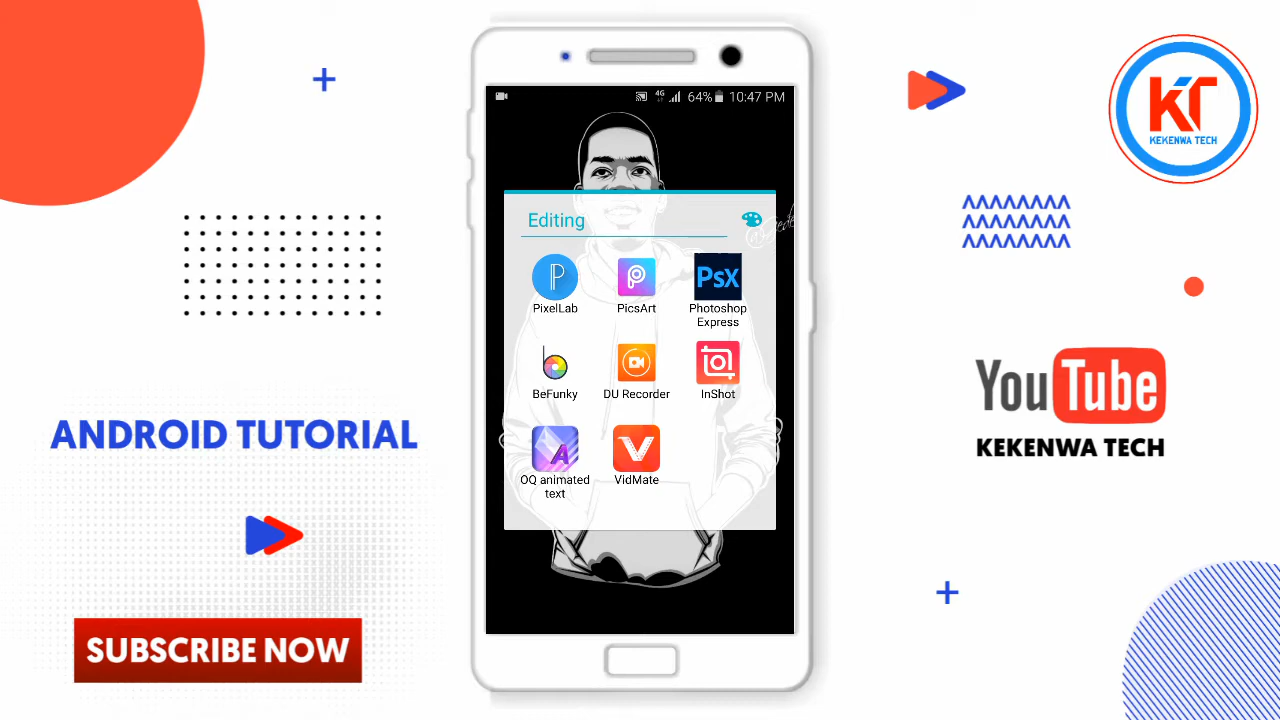 4G 64% 10:47 PM
Editing
PixelLab
PicsArt
PsX
Photoshop
Express
BeFunky
DU Recorder
InShot
A
OQ animated
text
VidMate
ANDROID TUTORIAL
SUBSCRIBE NOW
KT
KEKENWA TECH
YouTube
KEKENWA TECH